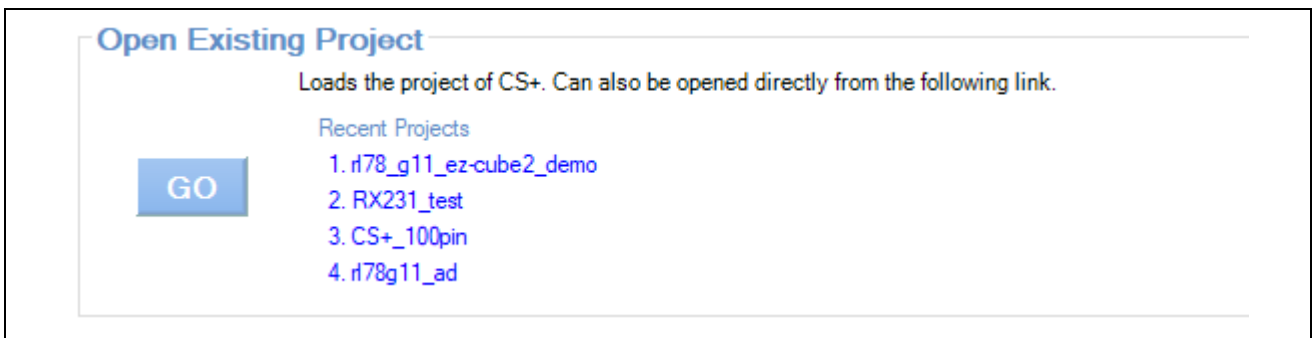 Open Existing Project
Loads the project of CS+. Can also be opened directly from the following link.
Recent Projects
GO
1. rl78_g11_ez-cube2_demo
2. RX231_test
3. CS+_100pin
4. rl78g11_ad